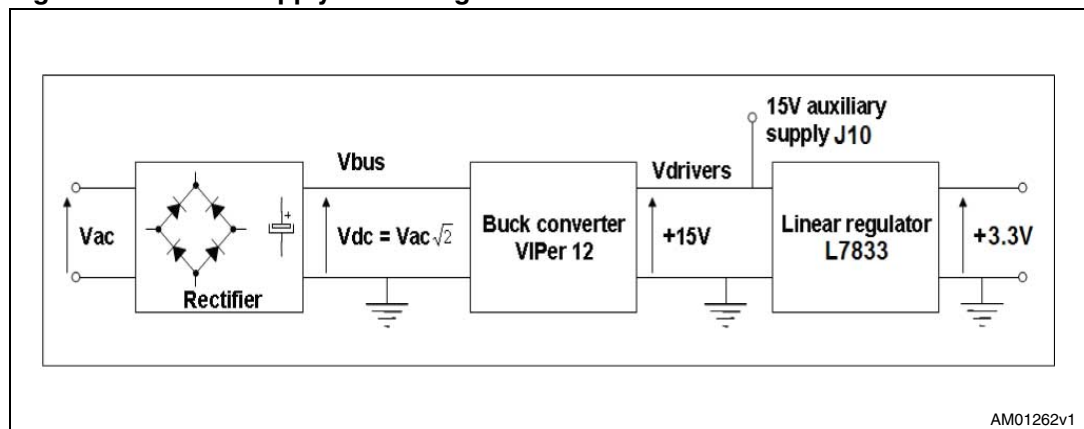 15V auxiliary
supply J10
Vbus
Vdrivers
Vac
Vdc = Vac√2
Buck converter
VIPer 12
+15V
Linear regulator
L7833
+3.3V
+
Rectifier
AM01262v1